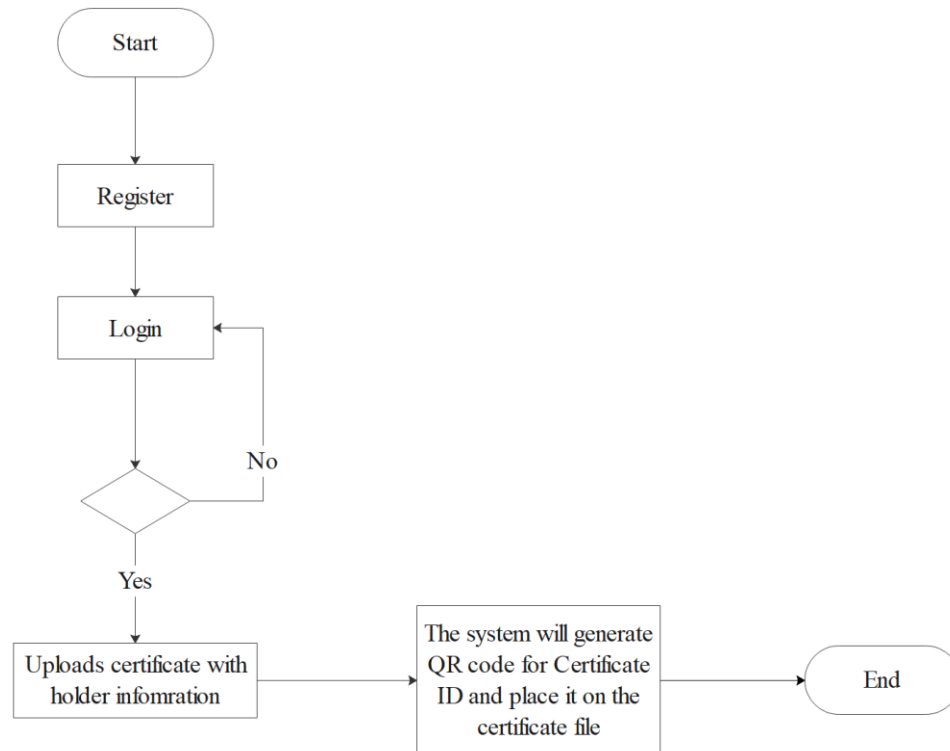 Start
Register
Login
No
Yes
Uploads certificate with
holder infomration
The system will generate
QR code for Certificate
ID and place it on the
certificate file
End